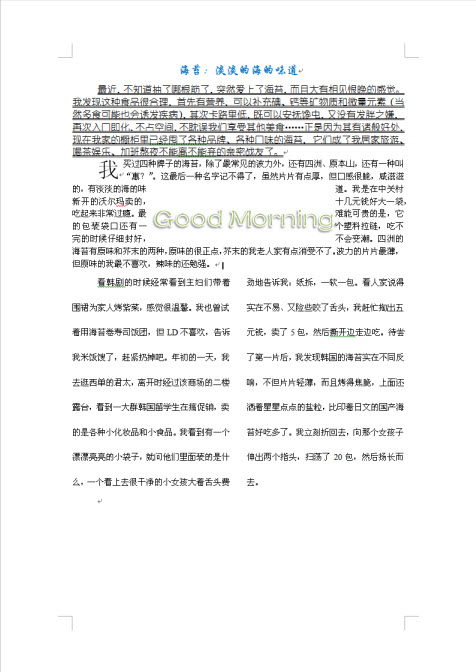 海苔：淡淡的海的味道
最近，不知道抽了哪根筋了，突然爱上了海苔，而且大有相见恨晚的感觉。
我发现这种食品很合理，首先有营养，可以补充碘、钙等矿物质和微量元素（当
然多食可能也会诱发疾病），其次卡路里低，既可以安抚馋虫，又没有发胖之嫌，
再次入口即化，不占空间，不耽误我们享受其他美食……正是因为其有诸般好处，
现在我家的橱柜里已经囤了各种品牌、各种口味的海苔，它们成了我居家旅游、
喝茶娱乐、加班熬夜不能离不能弃的亲密战友了。
我 买过四种牌子的海苔，除了最常见的波力外，还有四洲、原本山，还有一种叫
“惠？”。这最后一种名字记不得了，虽然片片有点厚，但口感很脆，咸滋滋
的，有淡淡的海的味 道。我是在中关村
新开的沃尔玛卖的， 十几元铣好大一袋，
吃起来非常过瘾。最 难能可贵的是，它
的包装袋口还有一 个塑料拉链，吃不
完的时候仔细封好， 不会变潮。四洲的
Good Morning
海苔有原味和芥末的两种，原味的很正点，芥末的我老人家有点消受不了。波力的片片最薄，
但原味的我最不喜欢，辣味的还勉强。
看韩剧的时候经常看到主妇们带着
围裙为家人烤紫菜，感觉很温馨。我也曾试
着用海苔卷寿司饭团，但 LD 不喜欢，告诉
我米饭馊了，赶紧扔掉吧。年初的一天，我
去逛西单的君太，离开时经过该商场的二楼
露台，看到一大群韩国留学生在搞促销，卖
的是各种小化妆品和小食品。我看到有一个
漂漂亮亮的小袋子，就问他们里面装的是什
么，一个看上去很干净的小女孩大着舌头费
劲地告诉我：纸拆，一软一包。看人家说得
实在不易、又险些咬了舌头，我赶忙掏出五
元钱，卖了 5 包，然后撕开边走边吃。待尝
了第一片后，我发现韩国的海苔实在不同反
响，不但片片轻薄，而且烤得焦脆，上面还
洒着星星点点的盐粒，比印着日文的国产海
苔好吃多了。我立刻折回去，向那个女孩子
伸出两个指头，扫荡了 20 包，然后扬长而
去。